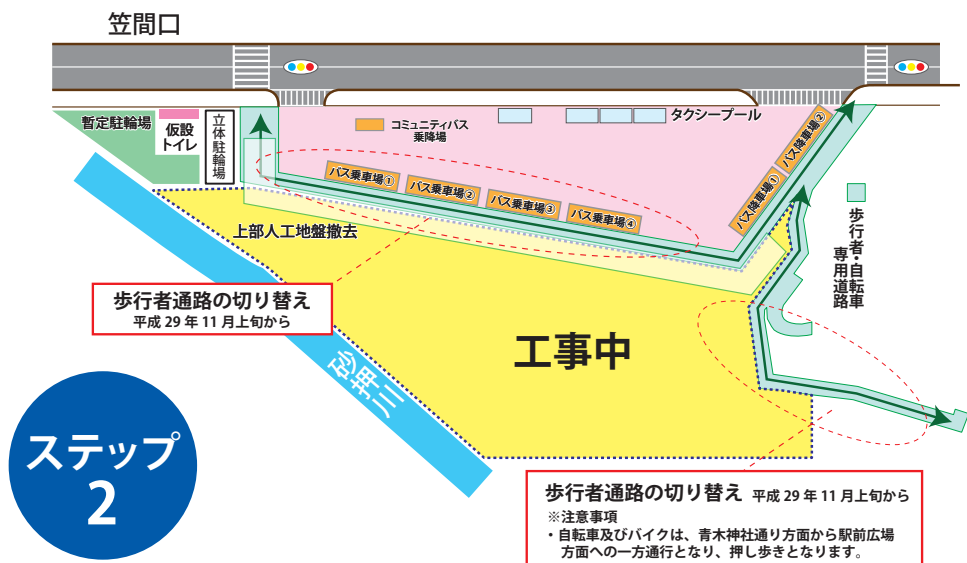 笠間口
暫定駐輪場
仮設
トイレ
立体駐輪場
コミュニティバス
乗降場
タクシープール
バス乗車場①
バス乗車場②
バス乗車場③
バス乗車場④
バス降車場①
バス降車場②
歩行者・自転車
専用道路
上部人工地盤撤去
歩行者通路の切り替え
平成 29 年 11 月上旬から
工事中
砂押川
ステップ
2
歩行者通路の切り替え 平成 29 年 11 月上旬から
※注意事項
・自転車及びバイクは、青木神社通り方面から駅前広場
方面への一方通行となり、押し歩きとなります。